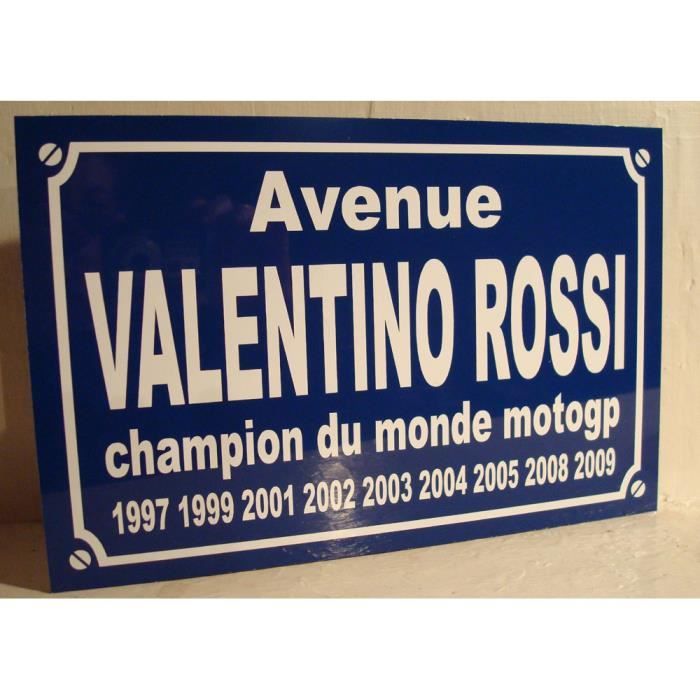 Avenue
VALENTINO ROSSI
champion du monde motogp
1997 1999 2001 2002 2003 2004 2005 2008 2009